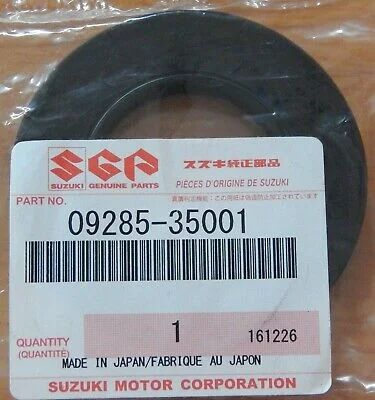 SGP
スズキ純正部品
SUZUKI GENUINE PARTS
PIÈCES D'ORIGINE DE SUZUKI
PART NO.
09285-35001
QUANTITY
(QUANTITÉ)
1
161226
MADE IN JAPAN/FABRIQUE AU JAPON
SUZUKI MOTOR CORPORATION